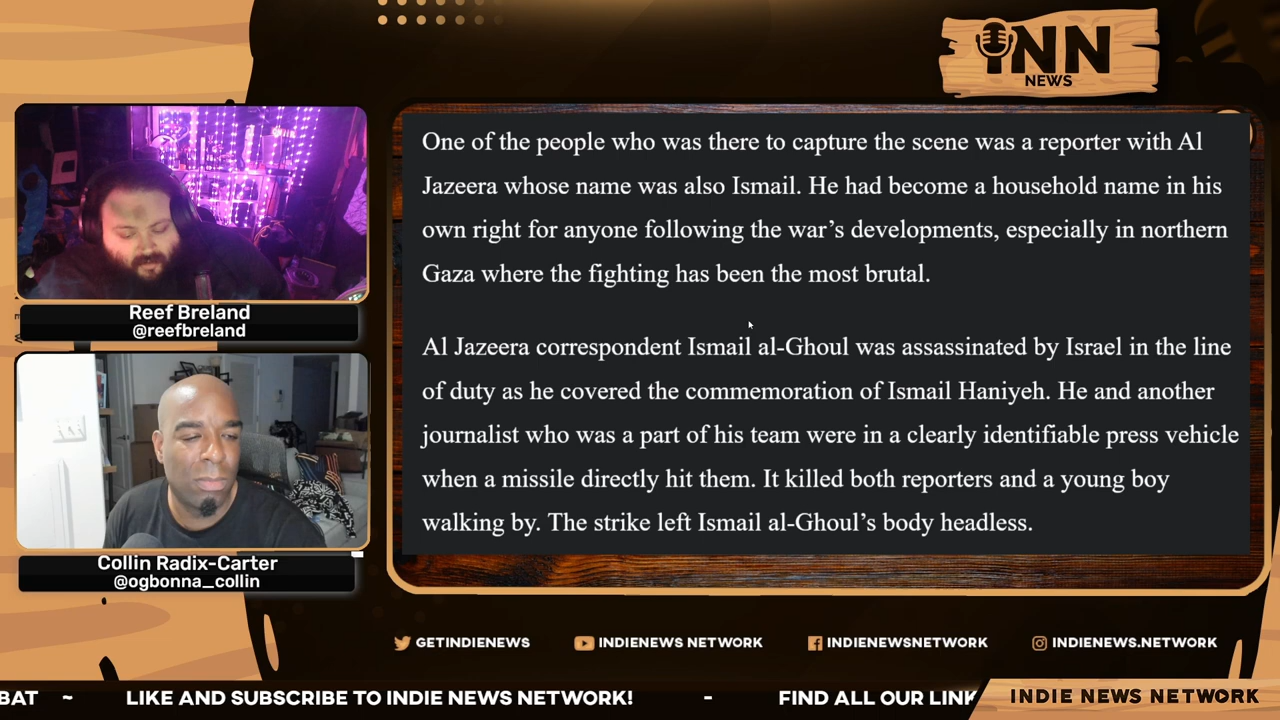 INN
NEWS
One of the people who was there to capture the scene was a reporter with Al
Jazeera whose name was also Ismail. He had become a household name in his
own right for anyone following the war’s developments, especially in northern
Gaza where the fighting has been the most brutal.
Al Jazeera correspondent Ismail al-Ghoul was assassinated by Israel in the line
of duty as he covered the commemoration of Ismail Haniyeh. He and another
journalist who was a part of his team were in a clearly identifiable press vehicle
when a missile directly hit them. It killed both reporters and a young boy
walking by. The strike left Ismail al-Ghoul’s body headless.
Reef Breland
@reefbreland
Collin Radix-Carter
@ogbonna_collin
GETINDIENEWS
INDIENEWS NETWORK
INDIENEWSNETWORK
INDIENEWS.NETWORK
BAT ~ LIKE AND SUBSCRIBE TO INDIE NEWS NETWORK! - FIND ALL OUR LINK
INDIE NEWS NETWORK